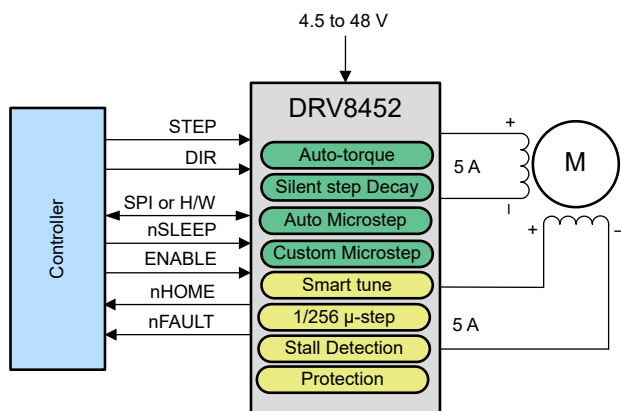 4.5 to 48 V
DRV8452
Controller
STEP
DIR
SPI or H/W
nSLEEP
ENABLE
nHOME
nFAULT
Auto-torque
Silent step Decay
Auto Microstep
Custom Microstep
Smart tune
1/256 µ-step
Stall Detection
Protection
+
5 A
–
M
+
–
5 A